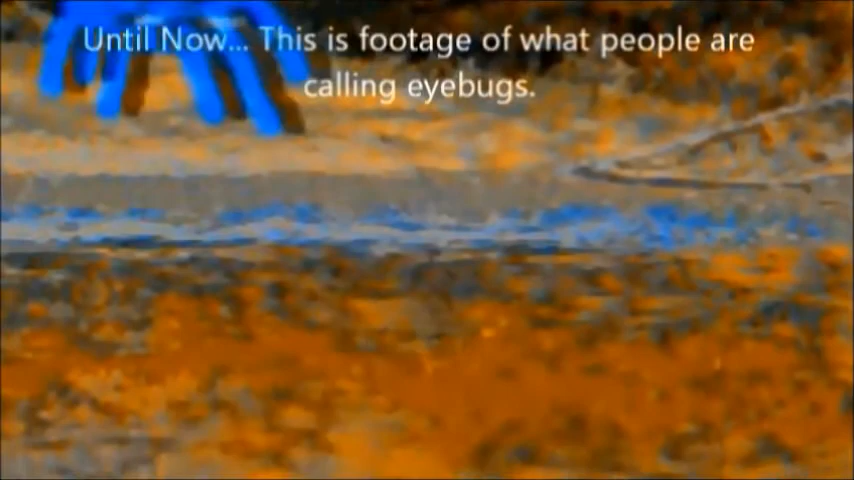 Until Now... This is footage of what people are
calling eyebugs.